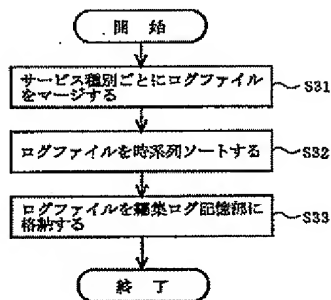 開 始
サービス種別ごとにログファイル
をマージする
S31
ログファイルを時系列ソートする
S32
ログファイルを編集ログ記憶部に
格納する
S33
終 了